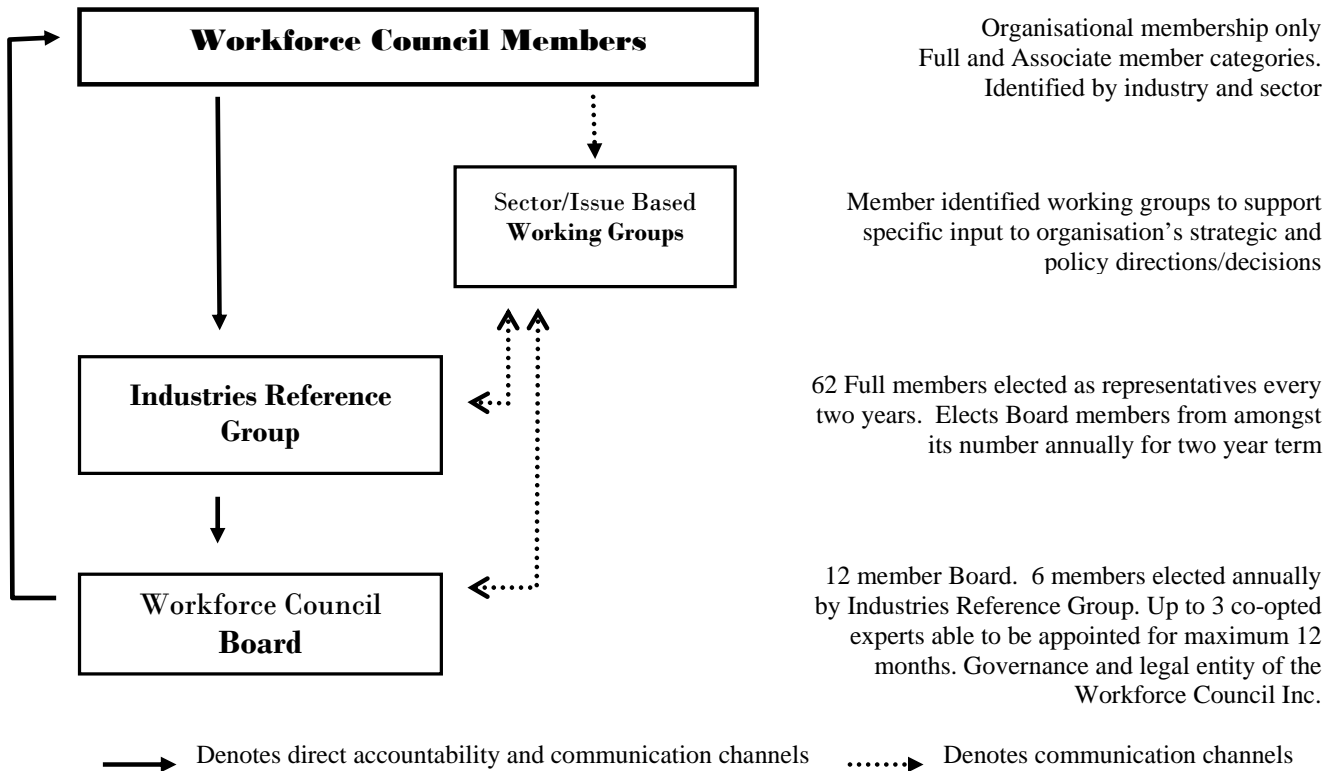 Workforce Council Members
Organisational membership only
Full and Associate member categories.
Identified by industry and sector
Sector/Issue Based
Working Groups
Member identified working groups to support
specific input to organisation’s strategic and
policy directions/decisions
Industries Reference
Group
62 Full members elected as representatives every
two years.  Elects Board members from amongst
its number annually for two year term
Workforce Council
Board
12 member Board.  6 members elected annually
by Industries Reference Group. Up to 3 co-opted
experts able to be appointed for maximum 12
months. Governance and legal entity of the
Workforce Council Inc.
Denotes direct accountability and communication channels
Denotes communication channels